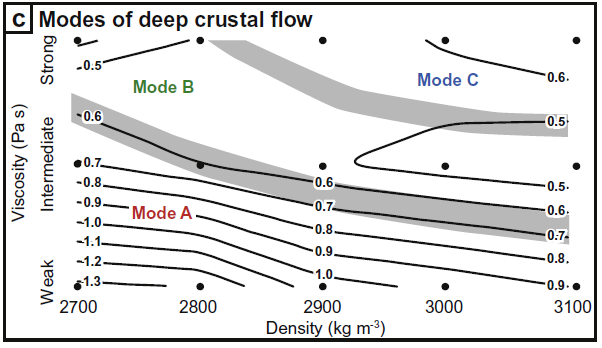 c Modes of deep crustal flow
Viscosity (Pa s)
Strong
Intermediate
Weak
0.5
0.6
Mode B
Mode C
0.6
0.5
0.7
0.8
0.9
1.0
1.1
1.2
1.3
Mode A
0.6
0.7
0.8
0.9
1.0
0.5
0.6
0.7
0.8
0.9
2700 2800 2900 3000 3100
Density (kg m-3)